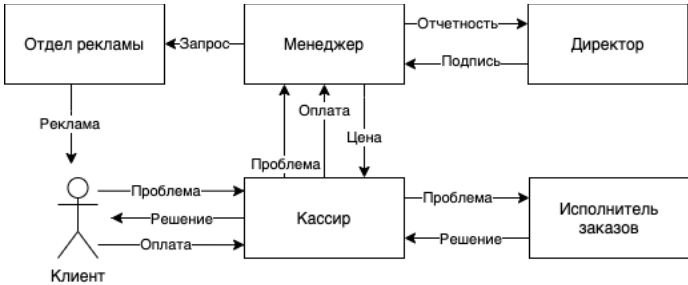 Отдел рекламы
Запрос
Менеджер
Отчетность
Директор
Подпись
Реклама
Оплата
Цена
Проблема
Проблема
Решение
Оплата
Клиент
Кассир
Проблема
Решение
Исполнитель
заказов